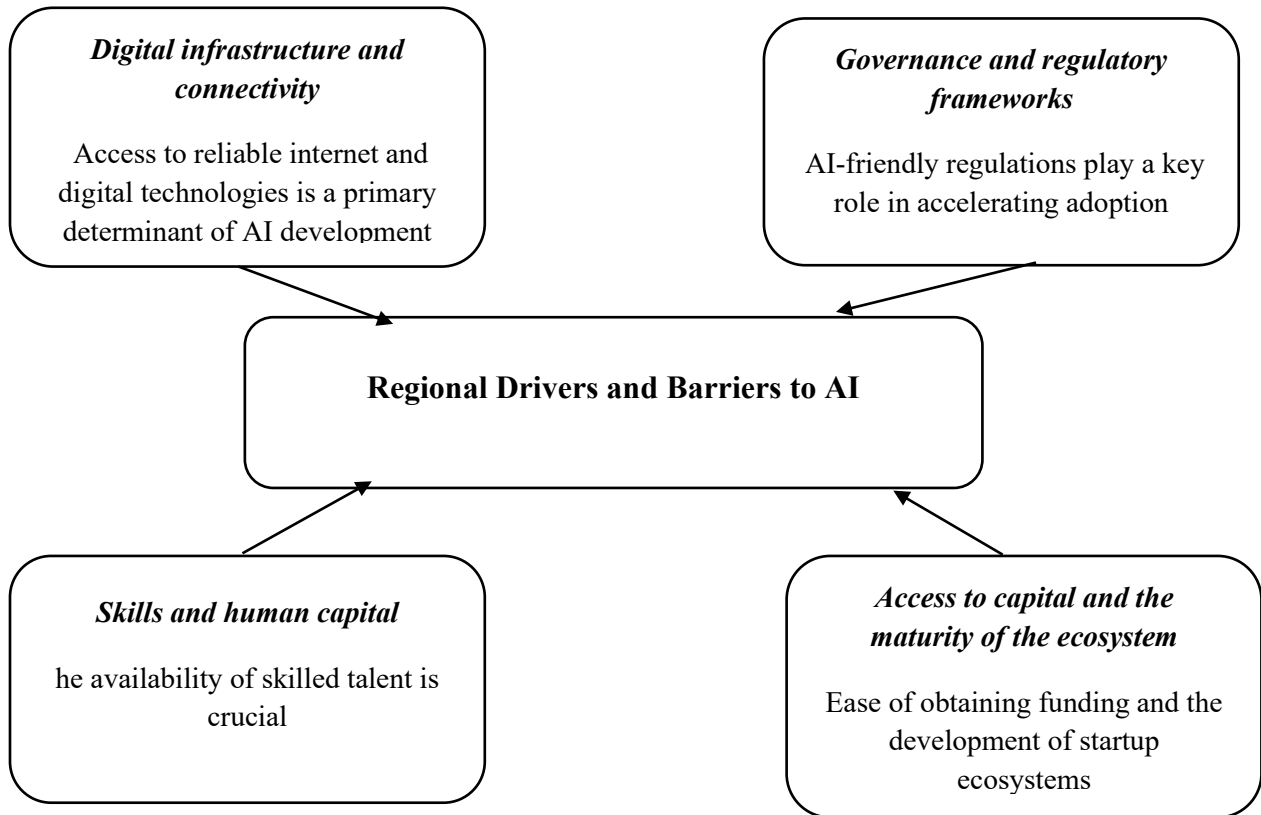 Digital infrastructure and
connectivity
Access to reliable internet and
digital technologies is a primary
determinant of AI development
Governance and regulatory
frameworks
AI-friendly regulations play a key
role in accelerating adoption
Regional Drivers and Barriers to AI
Skills and human capital
he availability of skilled talent is
crucial
Access to capital and the
maturity of the ecosystem
Ease of obtaining funding and the
development of startup
ecosystems